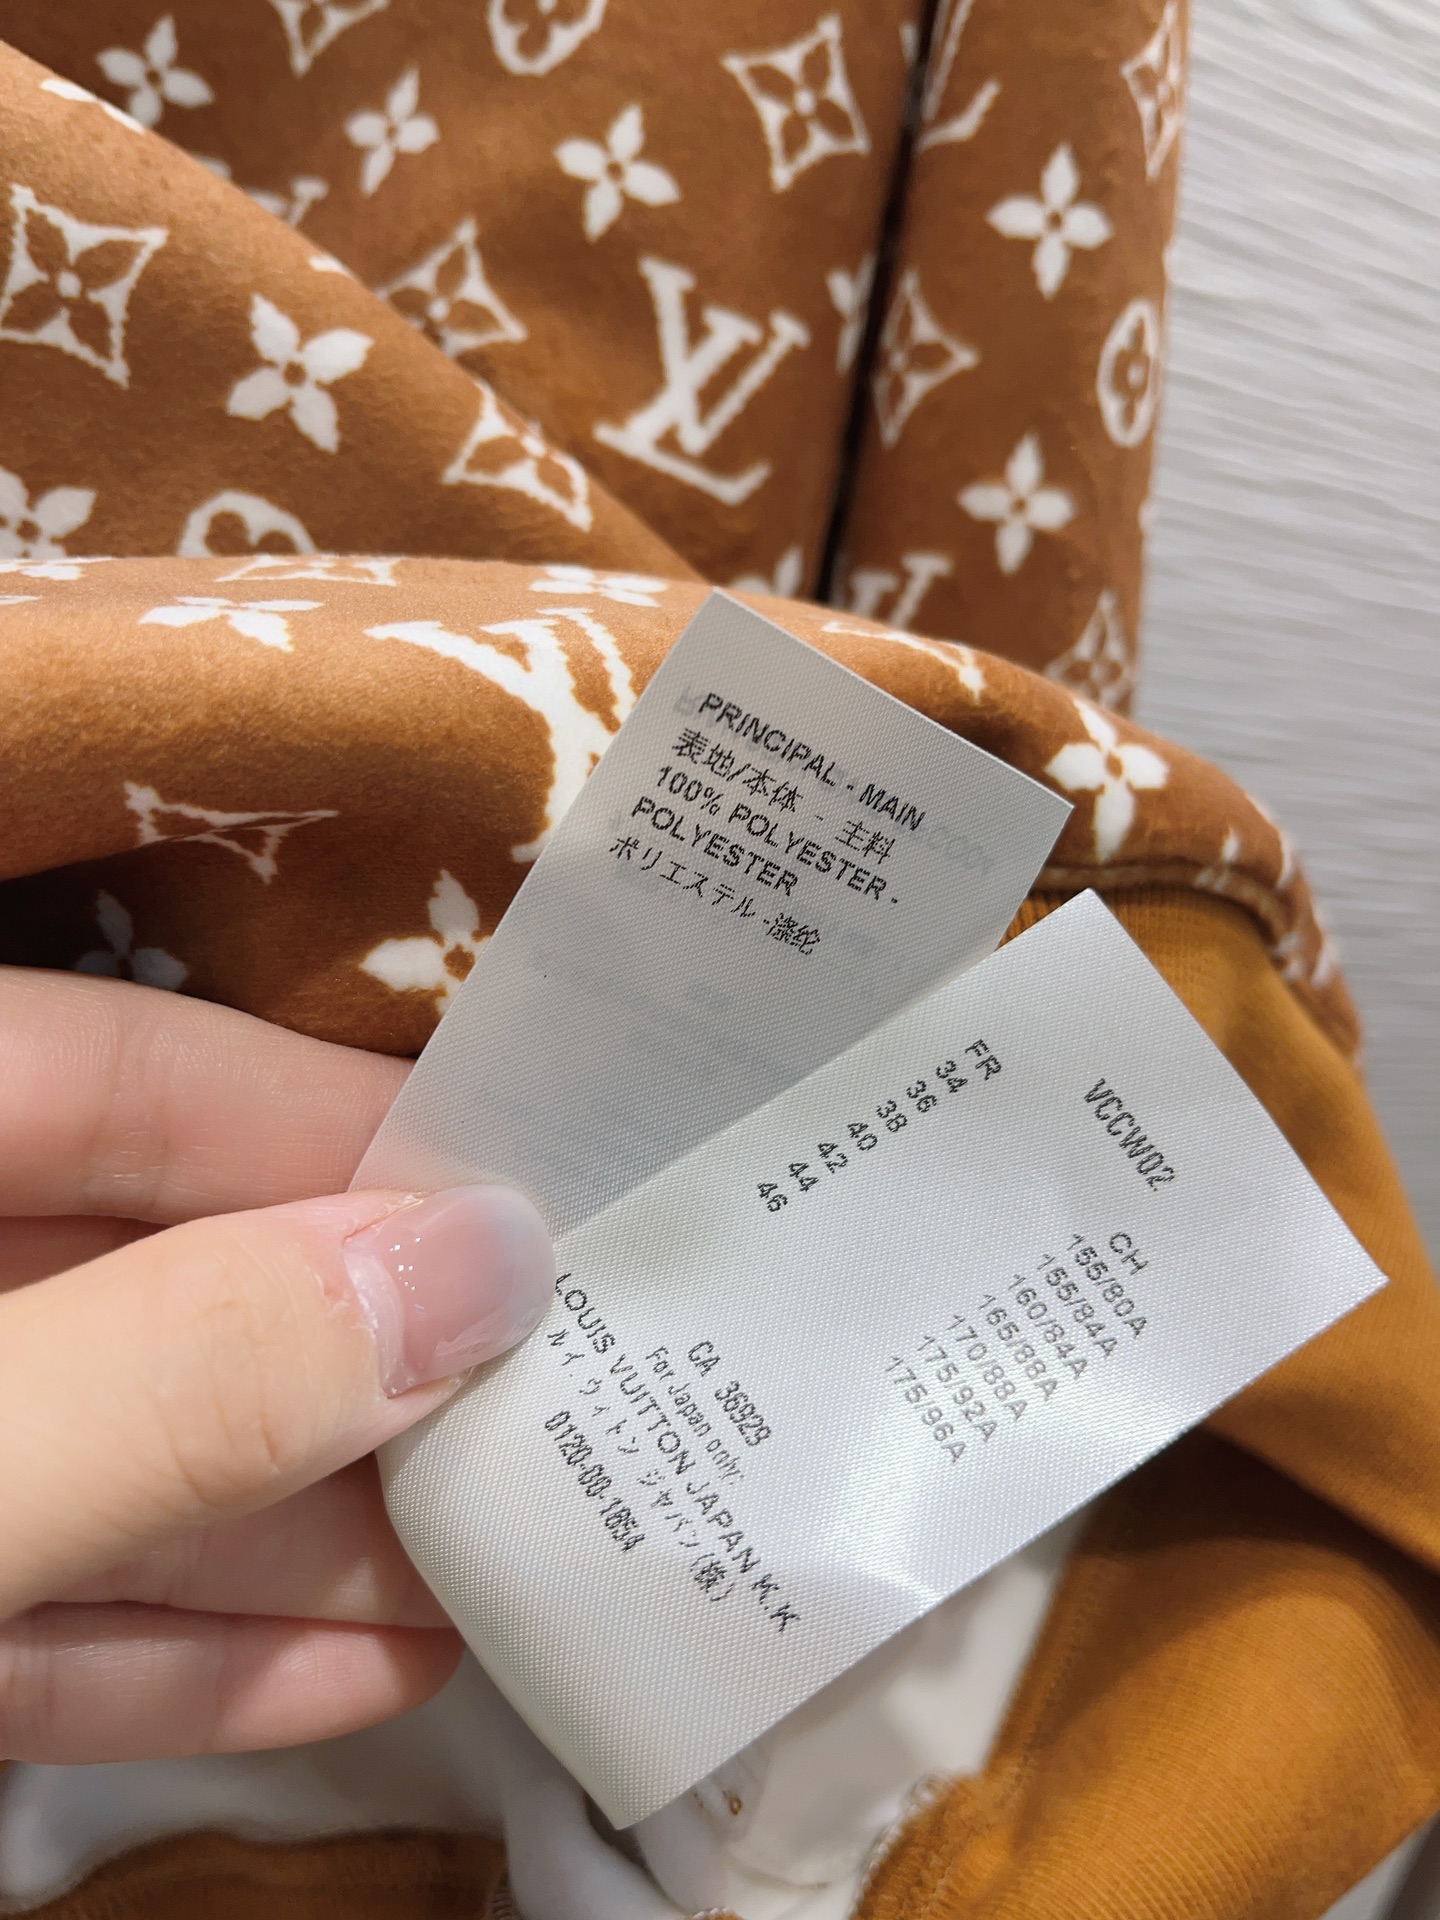 PRINCIPAL - MAIN
表地/本体 - 主料
100% POLYESTER -
POLYESTER
ポリエステル - 涤纶
VCCW02
FR
34
36
38
40
42
44
46
CH
155/80A
155/84A
160/84A
165/88A
170/88A
175/92A
175/96A
CA 36929
For Japan only:
LOUIS VUITTON JAPAN K.K
ルイ・ヴィトン ジャパン(株)
0120-00-1854
LV